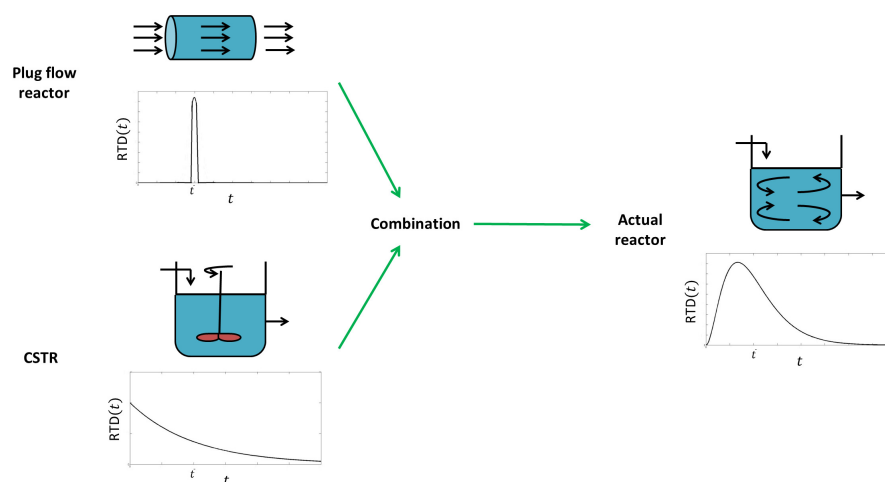 Plug flow
reactor
RTD(t)
t
t
Combination
Actual
reactor
RTD(t)
t
t
CSTR
RTD(t)
t
t